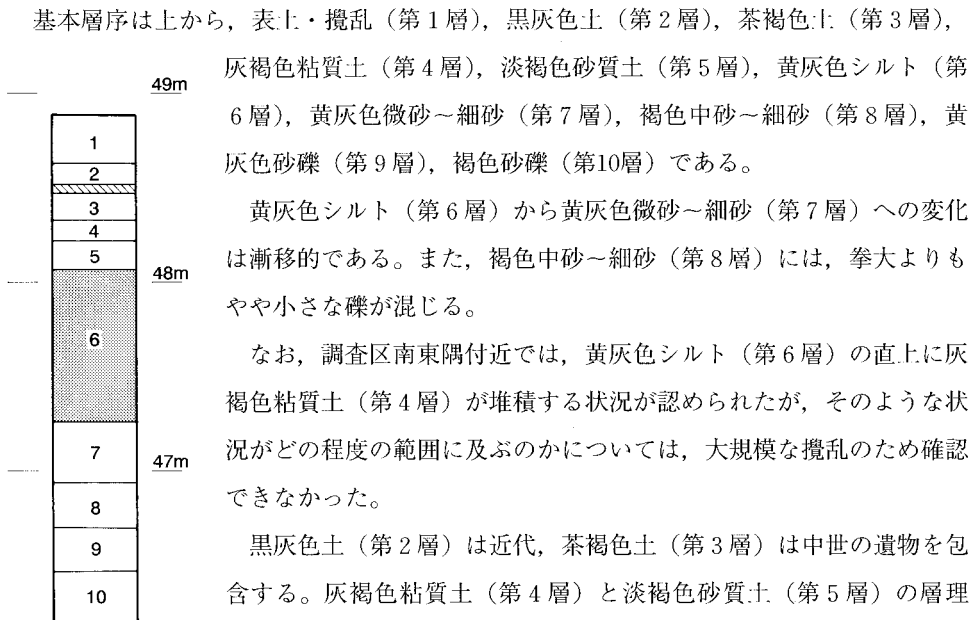 基本層序は上から，表土・攪乱（第１層），黒灰色土（第２層），茶褐色土（第３層），
灰褐色粘質土（第４層），淡褐色砂質土（第５層），黄灰色シルト（第
６層），黄灰色微砂～細砂（第７層），褐色中砂～細砂（第８層），黄
灰色砂礫（第９層），褐色砂礫（第10層）である。
黄灰色シルト（第６層）から黄灰色微砂～細砂（第７層）への変化
は漸移的である。また，褐色中砂～細砂（第８層）には，拳大よりも
やや小さな礫が混じる。
なお，調査区南東隅付近では，黄灰色シルト（第６層）の直上に灰
褐色粘質土（第４層）が堆積する状況が認められたが，そのような状
況がどの程度の範囲に及ぶのかについては，大規模な攪乱のため確認
できなかった。
黒灰色土（第２層）は近代，茶褐色土（第３層）は中世の遺物を包
含する。灰褐色粘質土（第４層）と淡褐色砂質土（第５層）の層理
49m
1
2
3
4
5
48m
6
7
47m
8
9
10